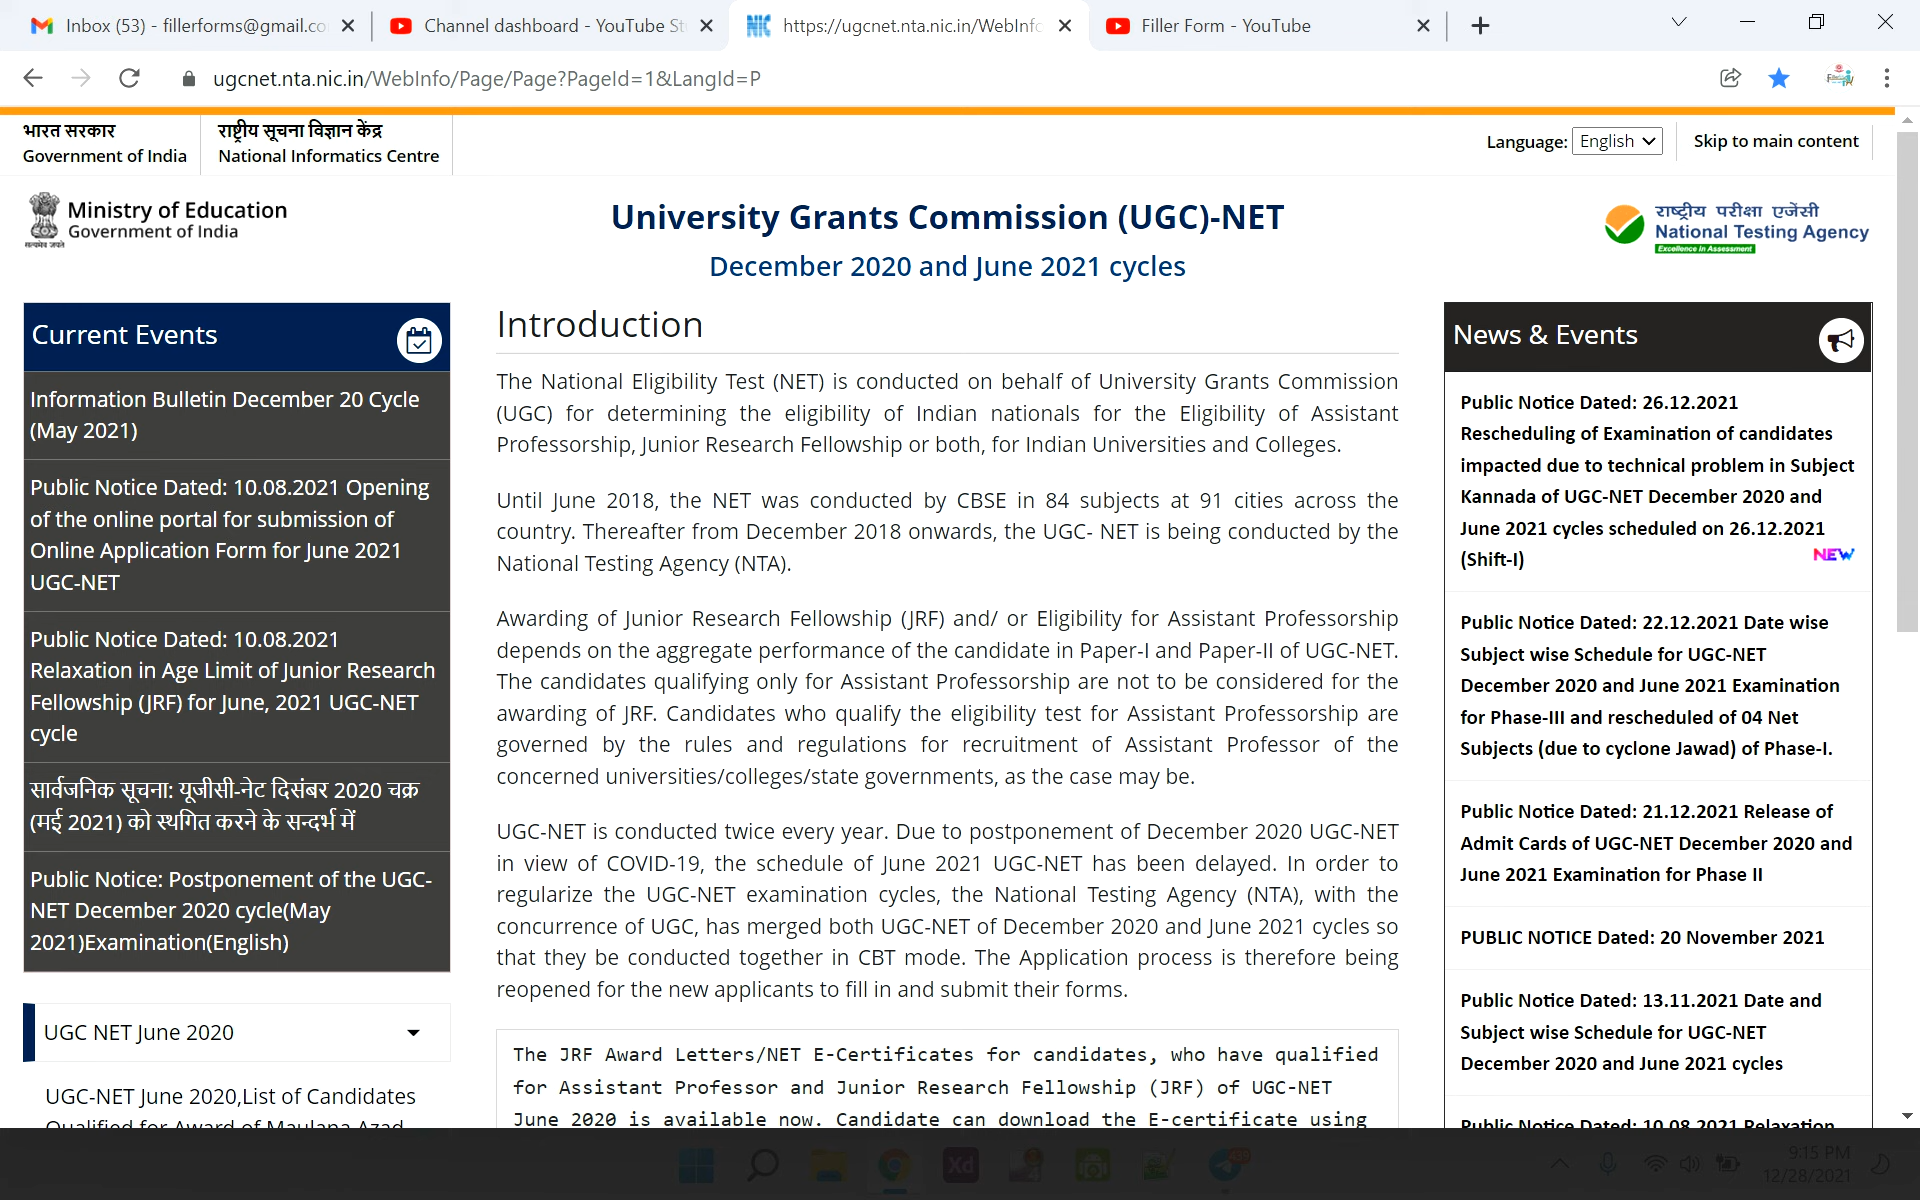 Inbox (53) - fillerforms@gmail.co
Channel dashboard - YouTube St
https://ugcnet.nta.nic.in/WebInfo
Filler Form - YouTube
ugcnet.nta.nic.in/WebInfo/Page/Page?PageId=1&LangId=P
भारत सरकार
Government of India
राष्ट्रीय सूचना विज्ञान केंद्र
National Informatics Centre
Language: English
Skip to main content
सत्यमेव जयते
Ministry of Education
Government of India
University Grants Commission (UGC)-NET
December 2020 and June 2021 cycles
राष्ट्रीय परीक्षा एजेंसी
National Testing Agency
Excellence in Assessment
Current Events
Information Bulletin December 20 Cycle
(May 2021)
Public Notice Dated: 10.08.2021 Opening
of the online portal for submission of
Online Application Form for June 2021
UGC-NET
Public Notice Dated: 10.08.2021
Relaxation in Age Limit of Junior Research
Fellowship (JRF) for June, 2021 UGC-NET
cycle
सार्वजनिक सूचना: यूजीसी-नेट दिसंबर 2020 चक्र
(मई 2021) को स्थगित करने के सन्दर्भ में
Public Notice: Postponement of the UGC-
NET December 2020 cycle(May
2021)Examination(English)
UGC NET June 2020
UGC-NET June 2020,List of Candidates
Qualified for Award of Maulana Azad
Introduction
The National Eligibility Test (NET) is conducted on behalf of University Grants Commission
(UGC) for determining the eligibility of Indian nationals for the Eligibility of Assistant
Professorship, Junior Research Fellowship or both, for Indian Universities and Colleges.
Until June 2018, the NET was conducted by CBSE in 84 subjects at 91 cities across the
country. Thereafter from December 2018 onwards, the UGC- NET is being conducted by the
National Testing Agency (NTA).
Awarding of Junior Research Fellowship (JRF) and/ or Eligibility for Assistant Professorship
depends on the aggregate performance of the candidate in Paper-I and Paper-II of UGC-NET.
The candidates qualifying only for Assistant Professorship are not to be considered for the
awarding of JRF. Candidates who qualify the eligibility test for Assistant Professorship are
governed by the rules and regulations for recruitment of Assistant Professor of the
concerned universities/colleges/state governments, as the case may be.
UGC-NET is conducted twice every year. Due to postponement of December 2020 UGC-NET
in view of COVID-19, the schedule of June 2021 UGC-NET has been delayed. In order to
regularize the UGC-NET examination cycles, the National Testing Agency (NTA), with the
concurrence of UGC, has merged both UGC-NET of December 2020 and June 2021 cycles so
that they be conducted together in CBT mode. The Application process is therefore being
reopened for the new applicants to fill in and submit their forms.
The JRF Award Letters/NET E-Certificates for candidates, who have qualified
for Assistant Professor and Junior Research Fellowship (JRF) of UGC-NET
June 2020 is available now. Candidate can download the E-certificate using
News & Events
Public Notice Dated: 26.12.2021
Rescheduling of Examination of candidates
impacted due to technical problem in Subject
Kannada of UGC-NET December 2020 and
June 2021 cycles scheduled on 26.12.2021
(Shift-I) NEW
Public Notice Dated: 22.12.2021 Date wise
Subject wise Schedule for UGC-NET
December 2020 and June 2021 Examination
for Phase-III and rescheduled of 04 Net
Subjects (due to cyclone Jawad) of Phase-I.
Public Notice Dated: 21.12.2021 Release of
Admit Cards of UGC-NET December 2020 and
June 2021 Examination for Phase II
PUBLIC NOTICE Dated: 20 November 2021
Public Notice Dated: 13.11.2021 Date and
Subject wise Schedule for UGC-NET
December 2020 and June 2021 cycles
Public Notice Dated: 10.08.2021 Relaxation
Xd
439
9:15 PM
12/28/2021